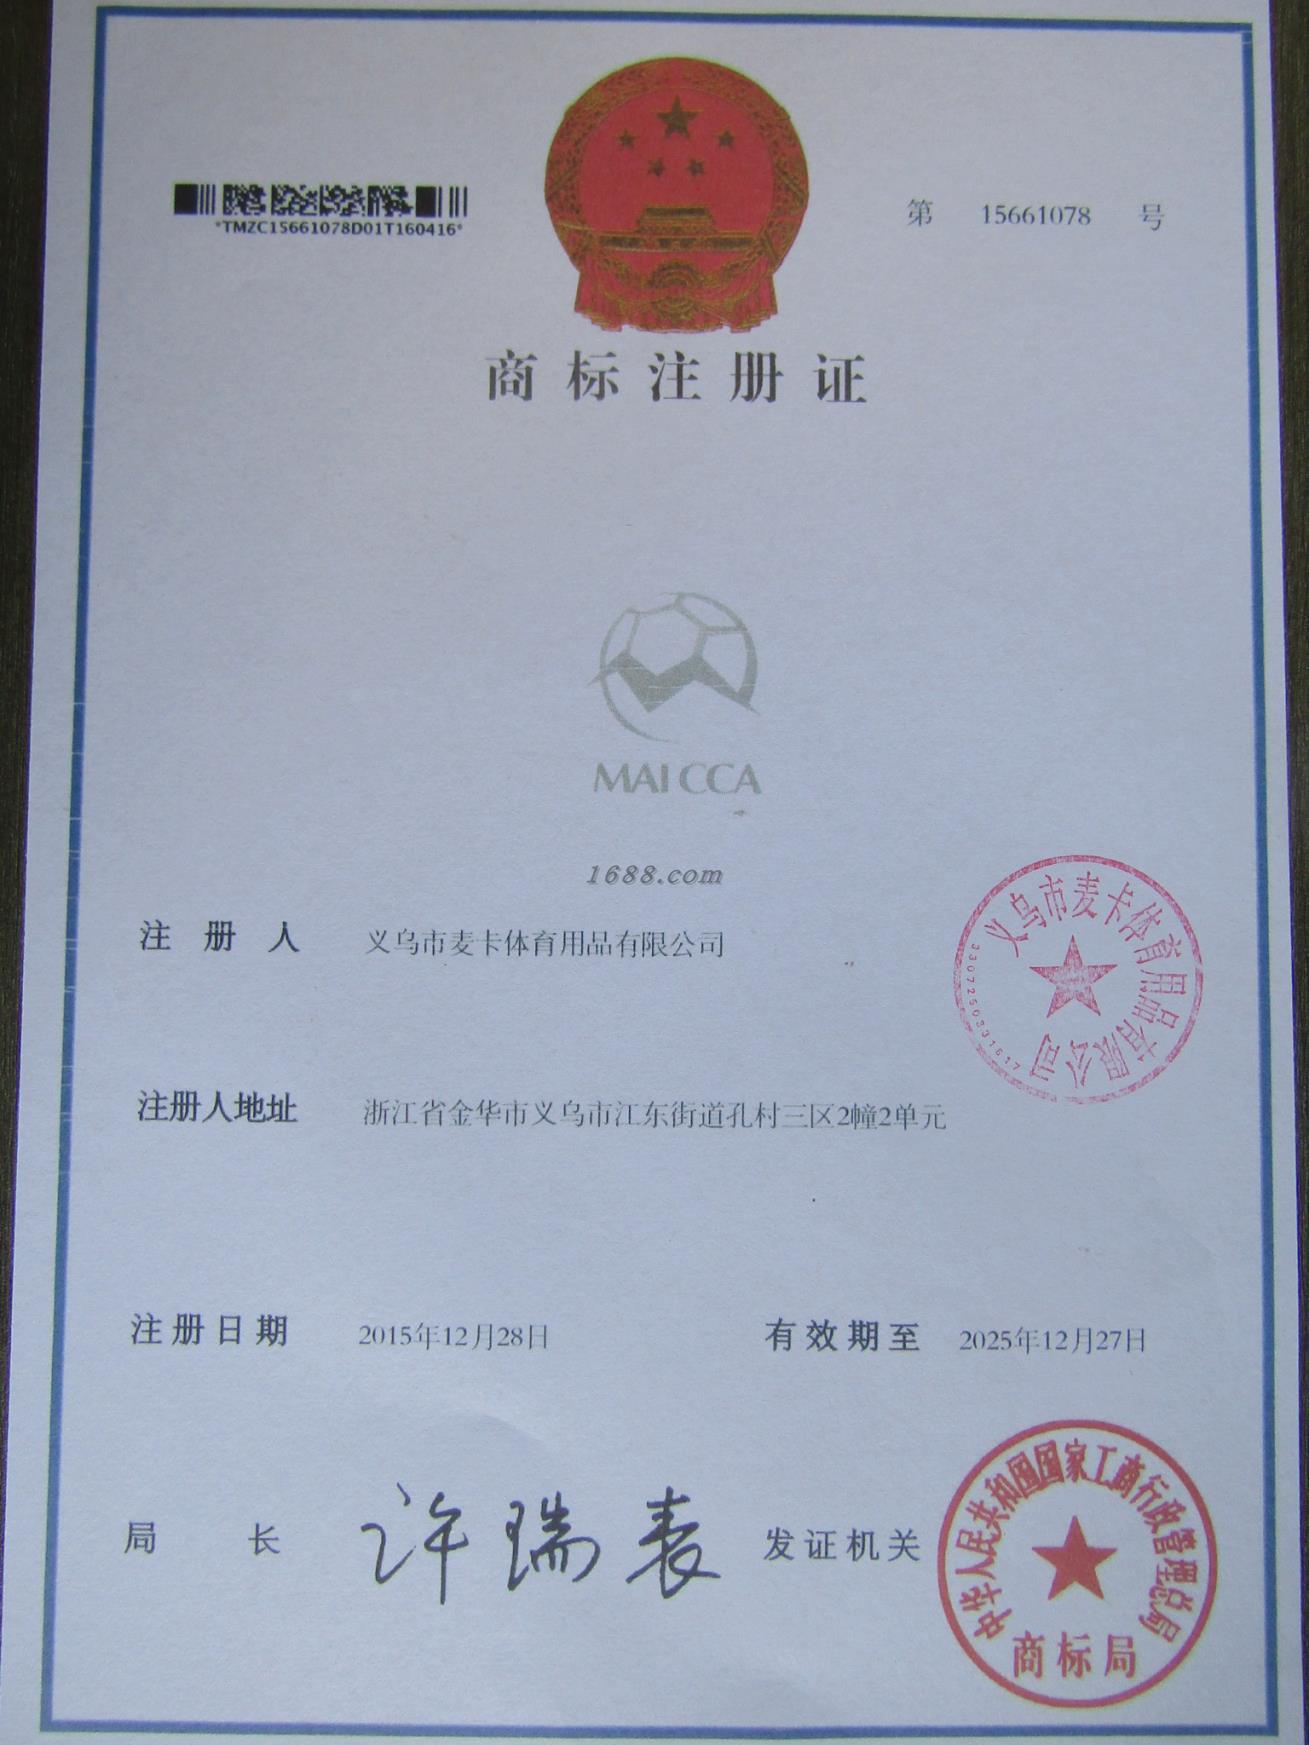 *TMZC15661078D01T160416*
第 15661078 号
商标注册证
MAICCA
1688.com
注册人 义乌市麦卡体育用品有限公司
义乌市麦卡体育用品有限公司
3307250301617
注册人地址 浙江省金华市义乌市江东街道孔村三区2幢2单元
注册日期 2015年12月28日 有效期至 2025年12月27日
局长 许瑞表 发证机关
中华人民共和国国家工商行政管理总局
商标局